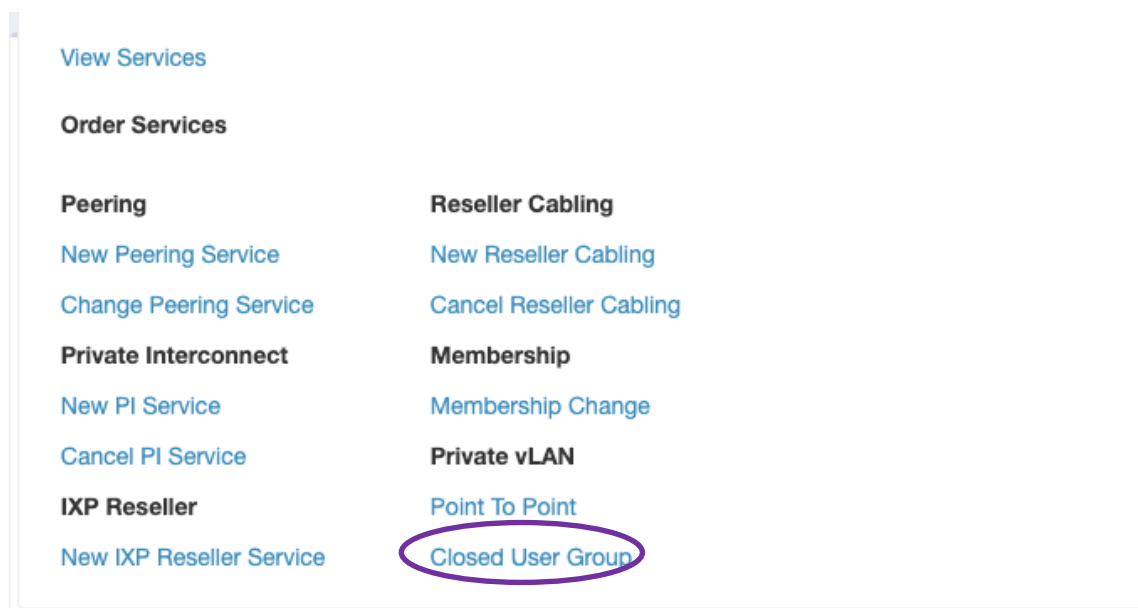 View Services
Order Services
Peering
New Peering Service
Change Peering Service
Private Interconnect
New PI Service
Cancel PI Service
IXP Reseller
New IXP Reseller Service
Reseller Cabling
New Reseller Cabling
Cancel Reseller Cabling
Membership
Membership Change
Private vLAN
Point To Point
Closed User Group